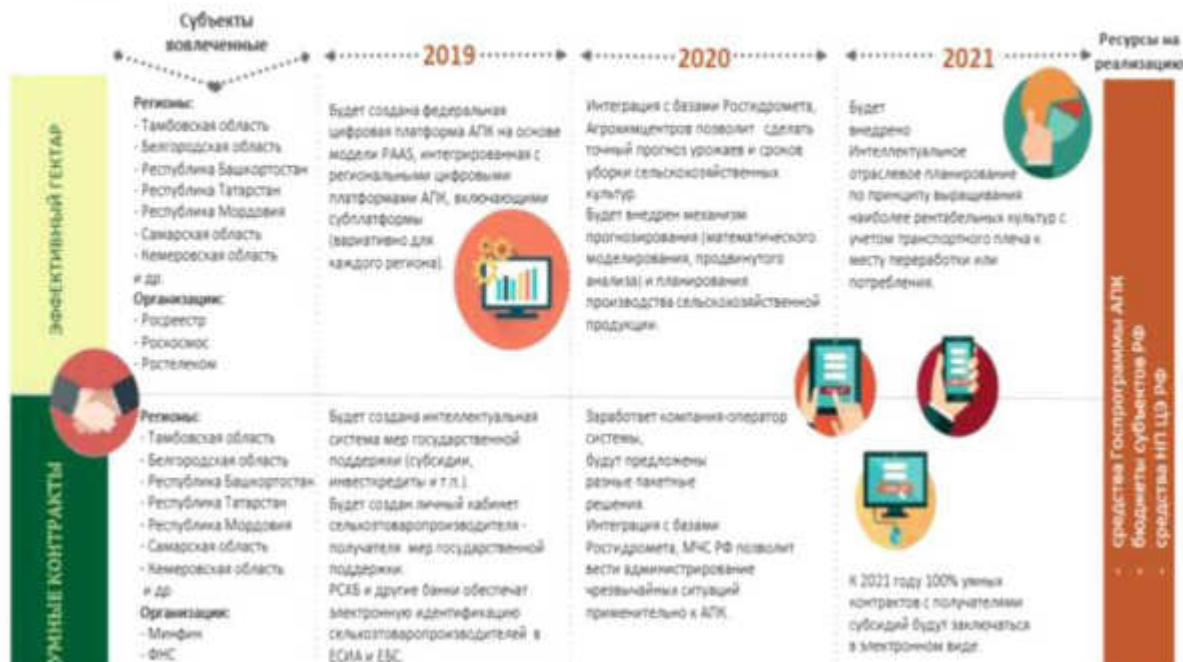 Субъекты
вовлеченные
2019
2020
2021
Ресурсы на
реализацию
ЭФФЕКТИВНЫЙ ГЕКТАР
Регионы:
- Тамбовская область
- Белгородская область
- Республика Башкортостан
- Республика Татарстан
- Республика Мордовия
- Самарская область
- Кемеровская область
и др.
Организации:
- Росреестр
- Роскосмос
- Ростелеком
Будет создана федеральная
цифровая платформа АПК на основе
модели PAAS, интегрированная с
региональными цифровыми
платформами АПК, включающими
субплатформы
(вариативно для
каждого региона).
Интеграция с базами Росгидромета,
Агрохимцентров позволит сделать
точный прогноз урожаев и сроков
уборки сельскохозяйственных
культур.
Будет внедрен механизм
прогнозирования (математического
моделирования, продвинутого
анализа) и планирования
производства сельскохозяйственной
продукции.
Будет
внедрено
Интеллектуальное
отраслевое планирование
по принципу выращивания
наиболее рентабельных культур с
учетом транспортного плеча к
месту переработки или
потребления.
УМНЫЕ КОНТРАКТЫ
Регионы:
- Тамбовская область
- Белгородская область
- Республика Башкортостан
- Республика Татарстан
- Республика Мордовия
- Самарская область
- Кемеровская область
и др
Организации:
- Минфин
- ФНС
Будет создана интеллектуальная
система мер государственной
поддержки (субсидии,
инвесткредиты и т.п.).
Будет создан личный кабинет
сельхозтоваропроизводителя -
получателя мер государственной
поддержки.
РСХБ и другие банки обеспечат
электронную идентификацию
сельхозтоваропроизводителей в
ЕСИА и ЕБС.
Заработает компания-оператор
системы,
будут предложены
разные пакетные
решения.
Интеграция с базами
Росгидромета, МЧС РФ позволит
вести администрирование
чрезвычайных ситуаций
применительно к АПК.
К 2021 году 100% умных
контрактов с получателями
субсидий будут заключаться
в электронном виде.
- средства Госпрограммы АПК
- бюджеты субъектов РФ
- средства НП ЦЭ РФ